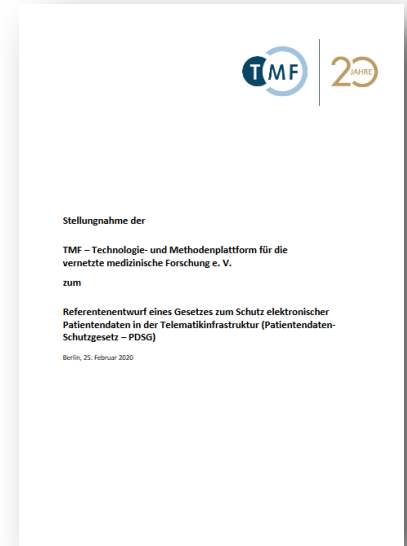 TMF
20 JAHRE
Stellungnahme der
TMF – Technologie- und Methodenplattform für die
vernetzte medizinische Forschung e. V.
zum
Referentenentwurf eines Gesetzes zum Schutz elektronischer
Patientendaten in der Telematikinfrastruktur (Patientendaten-
Schutzgesetz – PDSG)
Berlin, 25. Februar 2020